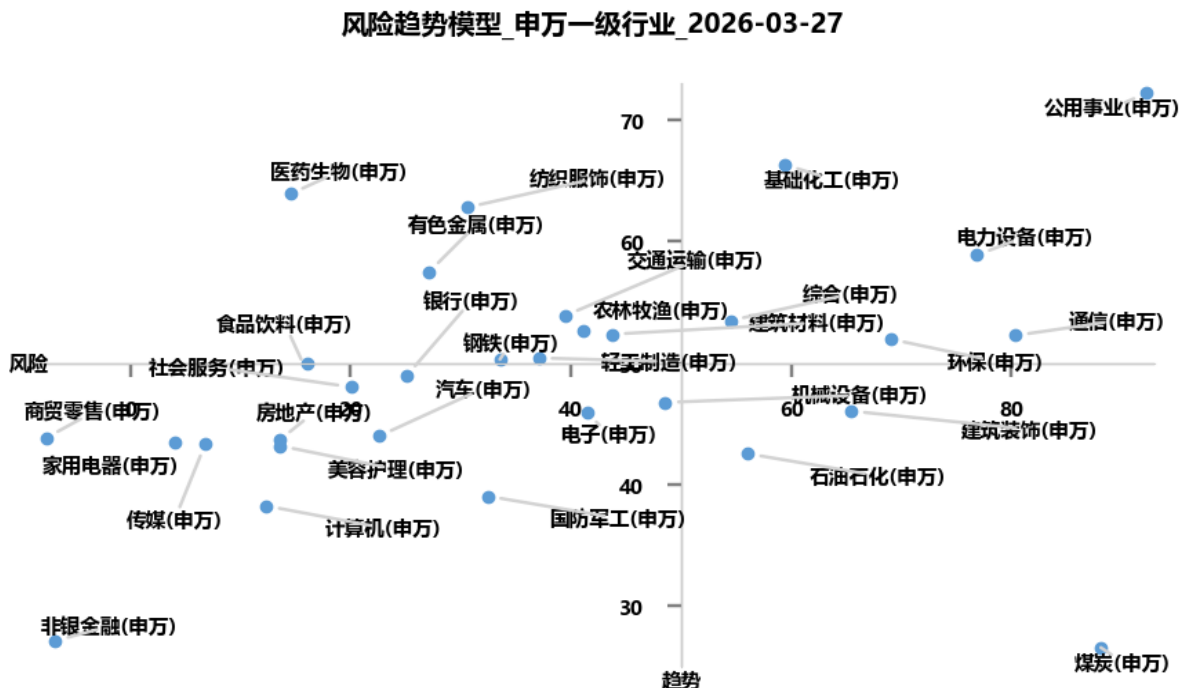 风险趋势模型_申万一级行业_2026-03-27
公用事业(申万)
70
医药生物(申万)
纺织服饰(申万)
基础化工(申万)
有色金属(申万)
电力设备(申万)
60
交通运输(申万)
综合(申万)
银行(申万)
农林牧渔(申万)
食品饮料(申万)
建筑材料(申万)
通信(申万)
钢铁(申万)
风险
社会服务(申万)
轻工制造(申万)
50
环保(申万)
汽车(申万)
机械设备(申万)
商贸零售(申万)
0
房地产(申万)
20
40
60
80
电子(申万)
建筑装饰(申万)
家用电器(申万)
美容护理(申万)
石油石化(申万)
40
传媒(申万)
计算机(申万)
国防军工(申万)
30
非银金融(申万)
煤炭(申万)
趋势